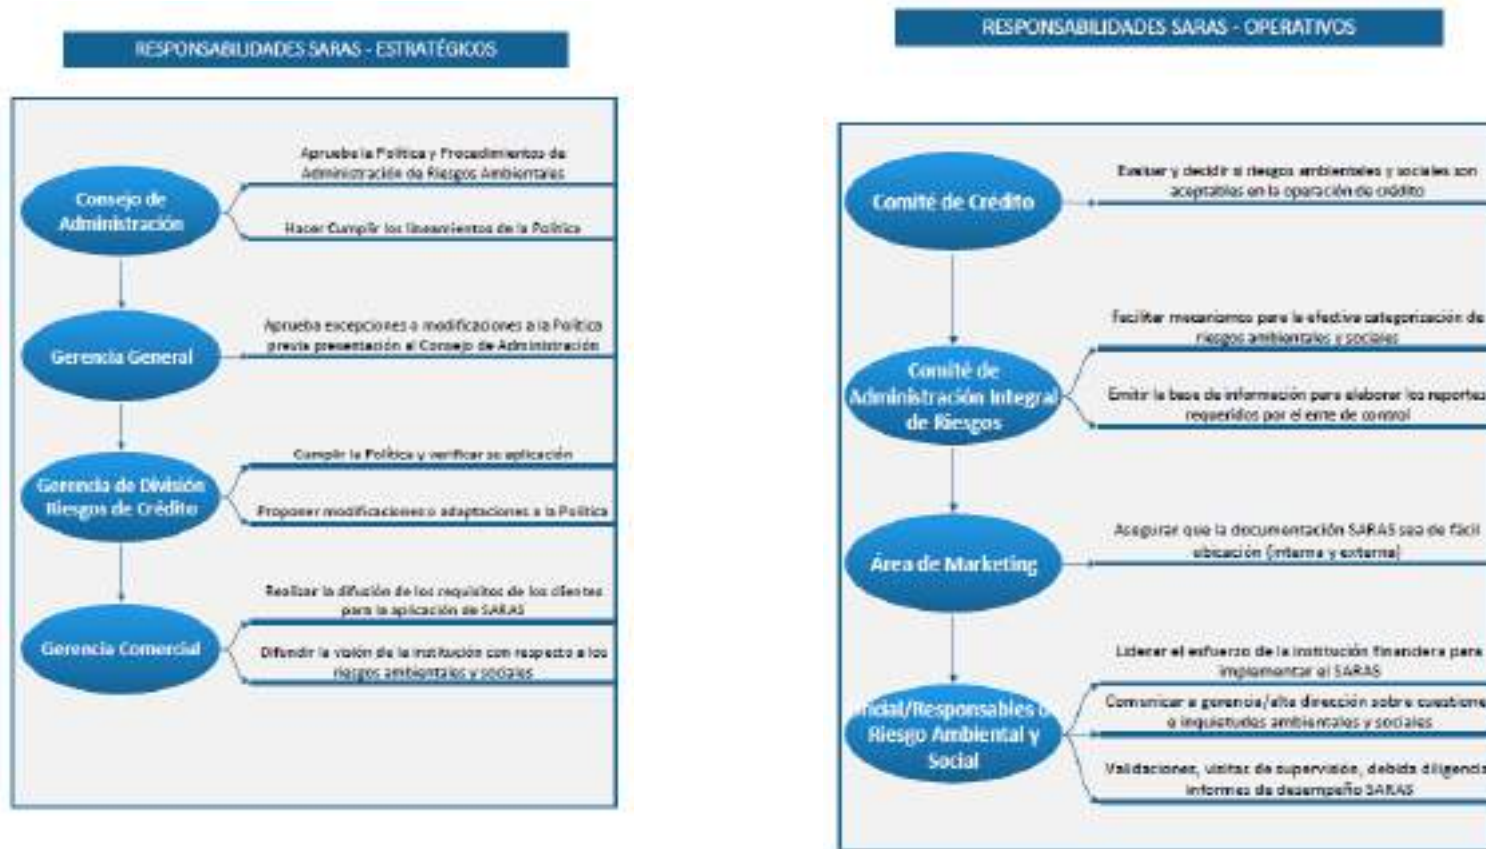 RESPONSABILIDADES SARAS - ESTRATÉGICOS
Consejo de
Administración
Aprueba la Política y Procedimientos de
Administración de Riesgos Ambientales
Hacer Cumplir los lineamientos de la Política
Gerencia General
Aprueba excepciones o modificaciones a la Política
previa presentación al Consejo de Administración
Gerencia de División
Riesgos de Crédito
Cumplir la Política y verificar su aplicación
Proponer modificaciones o adaptaciones a la Política
Gerencia Comercial
Realizar la difusión de los requisitos de los clientes
para la aplicación de SARAS
Difundir la visión de la institución con respecto a los
riesgos ambientales y sociales
RESPONSABILIDADES SARAS - OPERATIVOS
Comité de Crédito
Evaluar y decidir si riesgos ambientales y sociales son
aceptables en la operación de crédito
Comité de
Administración Integral
de Riesgos
Facilitar mecanismos para la efectiva categorización de
riesgos ambientales y sociales
Emitir la base de información para elaborar los reportes
requeridos por el ente de control
Área de Marketing
Asegurar que la documentación SARAS sea de fácil
ubicación (interna y externa)
icial/Responsables
Riesgo Ambiental y
Social
Liderar el esfuerzo de la institución financiera para
implementar el SARAS
Comunicar a gerencia/alta dirección sobre cuestione
e inquietudes ambientales y sociales
Validaciones, visitas de supervisión, debida diligencia
informes de desempeño SARAS